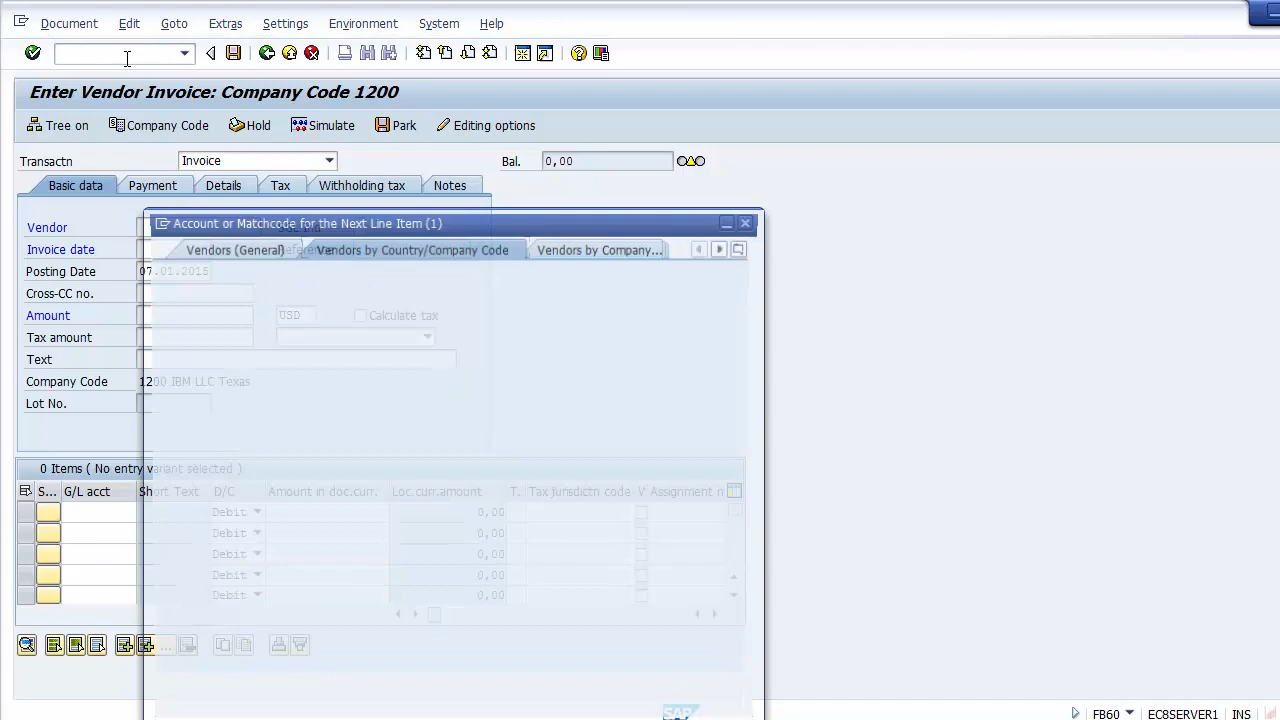 Document Edit Goto Extras Settings Environment System Help
Enter Vendor Invoice: Company Code 1200
Tree on Company Code Hold Simulate Park Editing options
Transactn Invoice Bal. 0,00
Basic data Payment Details Tax Withholding tax Notes
Account or Matchcode for the Next Line Item (1)
Vendors (General) Vendors by Country/Company Code Vendors by Company...
Vendor
Invoice date
Posting Date 07.01.2015
Cross-CC no.
Amount USD Calculate tax
Tax amount
Text
Company Code 1200 IBM LLC Texas
Lot No.
0 Items ( No entry variant selected )
S... G/L acct Short Text D/C Amount in doc.curr. Loc.curr.amount T. Tax jurisdictn code V Assignment n
Debit 0,00
Debit 0,00
Debit 0,00
Debit 0,00
Debit 0,00
SAP
FB60 EC8SERVER1 INS